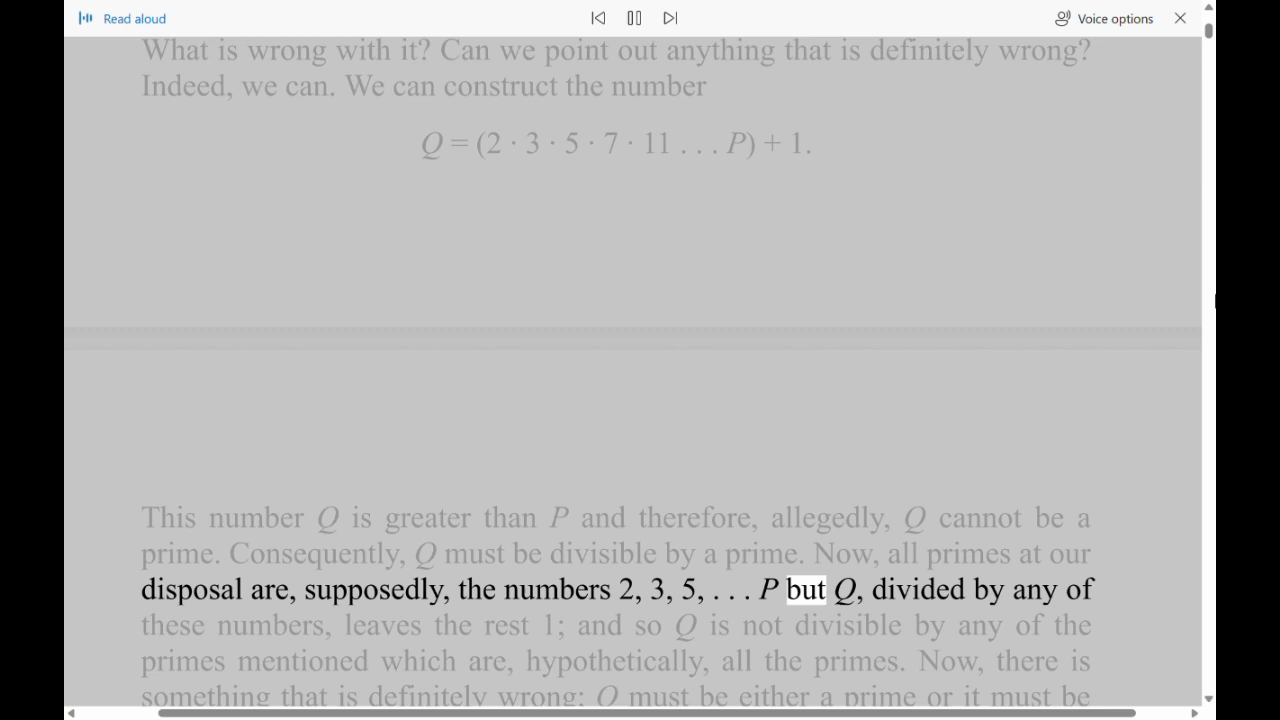 Read aloud
Voice options
What is wrong with it? Can we point out anything that is definitely wrong?
Indeed, we can. We can construct the number
Q = (2 · 3 · 5 · 7 · 11 . . . P) + 1.
This number Q is greater than P and therefore, allegedly, Q cannot be a
prime. Consequently, Q must be divisible by a prime. Now, all primes at our
disposal are, supposedly, the numbers 2, 3, 5, . . . P but Q, divided by any of
these numbers, leaves the rest 1; and so Q is not divisible by any of the
primes mentioned which are, hypothetically, all the primes. Now, there is
something that is definitely wrong; Q must be either a prime or it must be